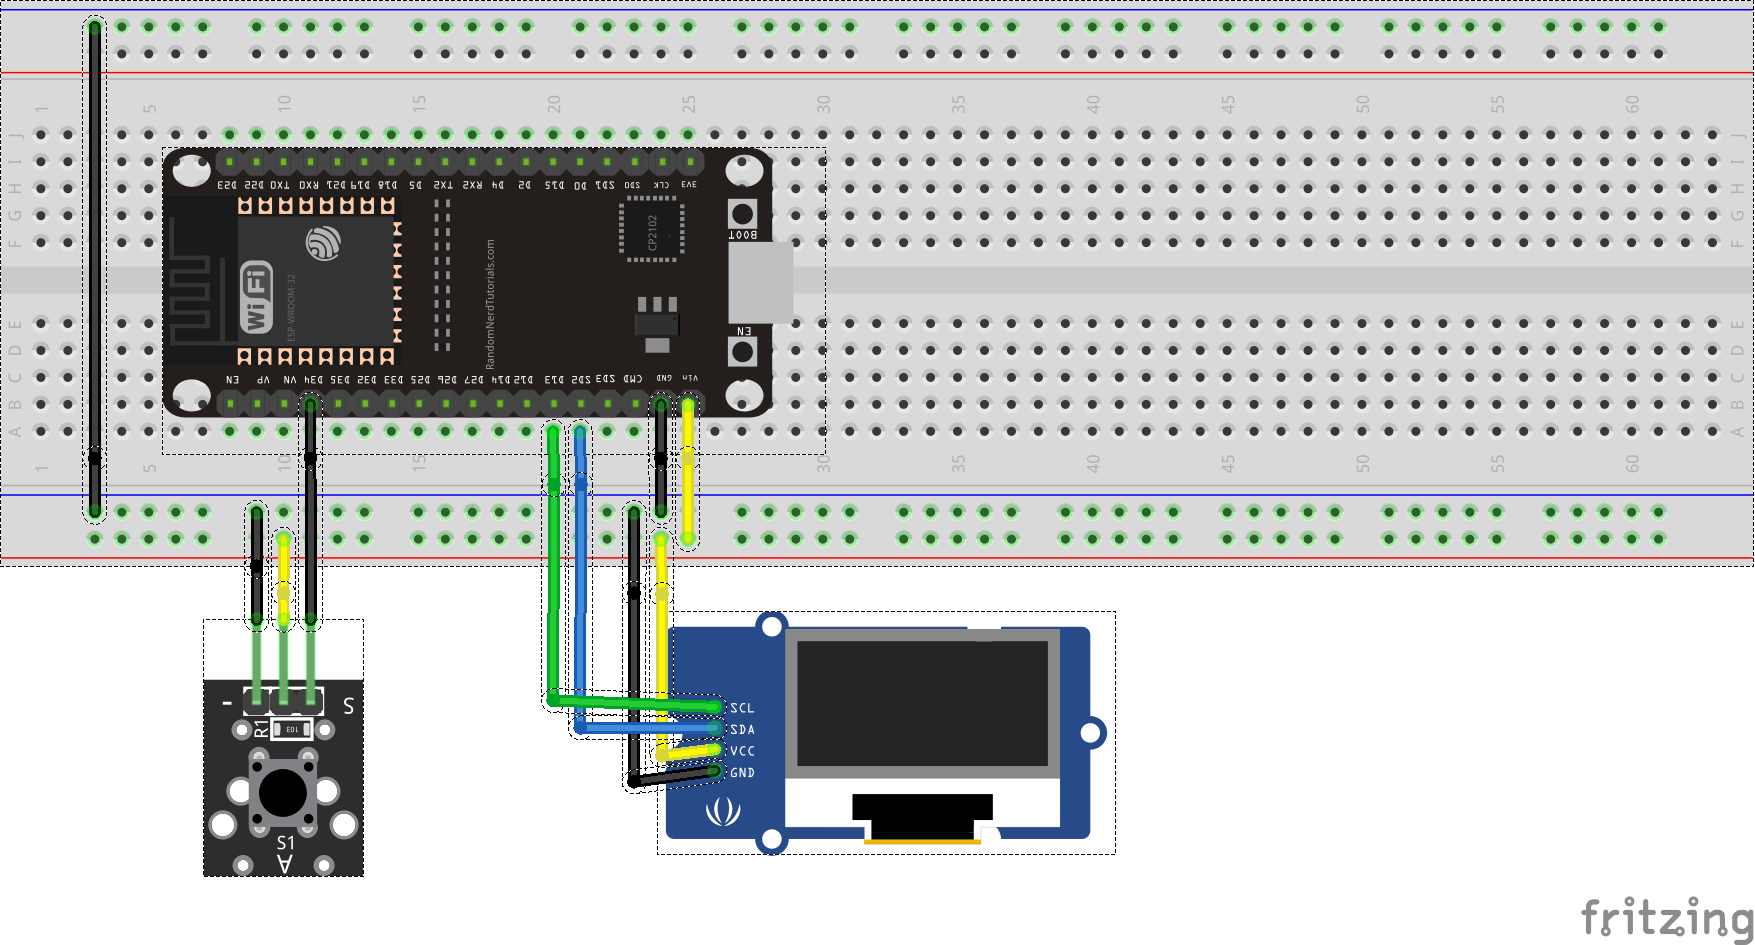 1 5 10 15 20 25 30 35 40 45 50 55 60
J J
I I
H H
G G
F F
D23 D22 TX0 RX0 D21 D19 D18 D5 TX2 RX2 D4 D2 D15 D0 SD1 SD0 CLK 3V3
BOOT
CP2102
WiFi
ESP-WROOM-32
RandomNerdTutorials.com
EN
E E
D D
C C
B B
A A
EN VP VN D34 D35 D32 D33 D25 D26 D27 D14 D12 D13 SD2 SD3 CMD GND Vin
1 5 10 15 30 35 40 45 50 55 60
- S
R1
103
S1
A
SCL
SDA
VCC
GND
fritzing